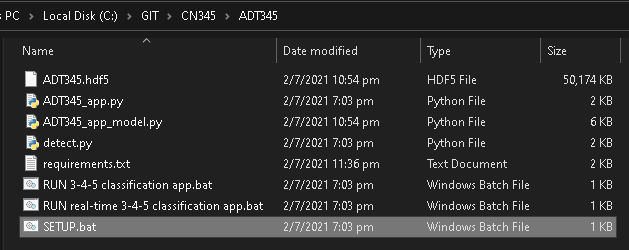 s PC > Local Disk (C:) > GIT > CN345 > ADT345
Name Date modified Type Size
ADT345.hdf5 2/7/2021 10:54 pm HDF5 File 50,174 KB
ADT345_app.py 2/7/2021 7:03 pm Python File 2 KB
ADT345_app_model.py 2/7/2021 10:54 pm Python File 6 KB
detect.py 2/7/2021 7:03 pm Python File 2 KB
requirements.txt 2/7/2021 11:36 pm Text Document 2 KB
RUN 3-4-5 classification app.bat 2/7/2021 7:03 pm Windows Batch File 1 KB
RUN real-time 3-4-5 classification app.bat 2/7/2021 7:03 pm Windows Batch File 1 KB
SETUP.bat 2/7/2021 7:03 pm Windows Batch File 1 KB